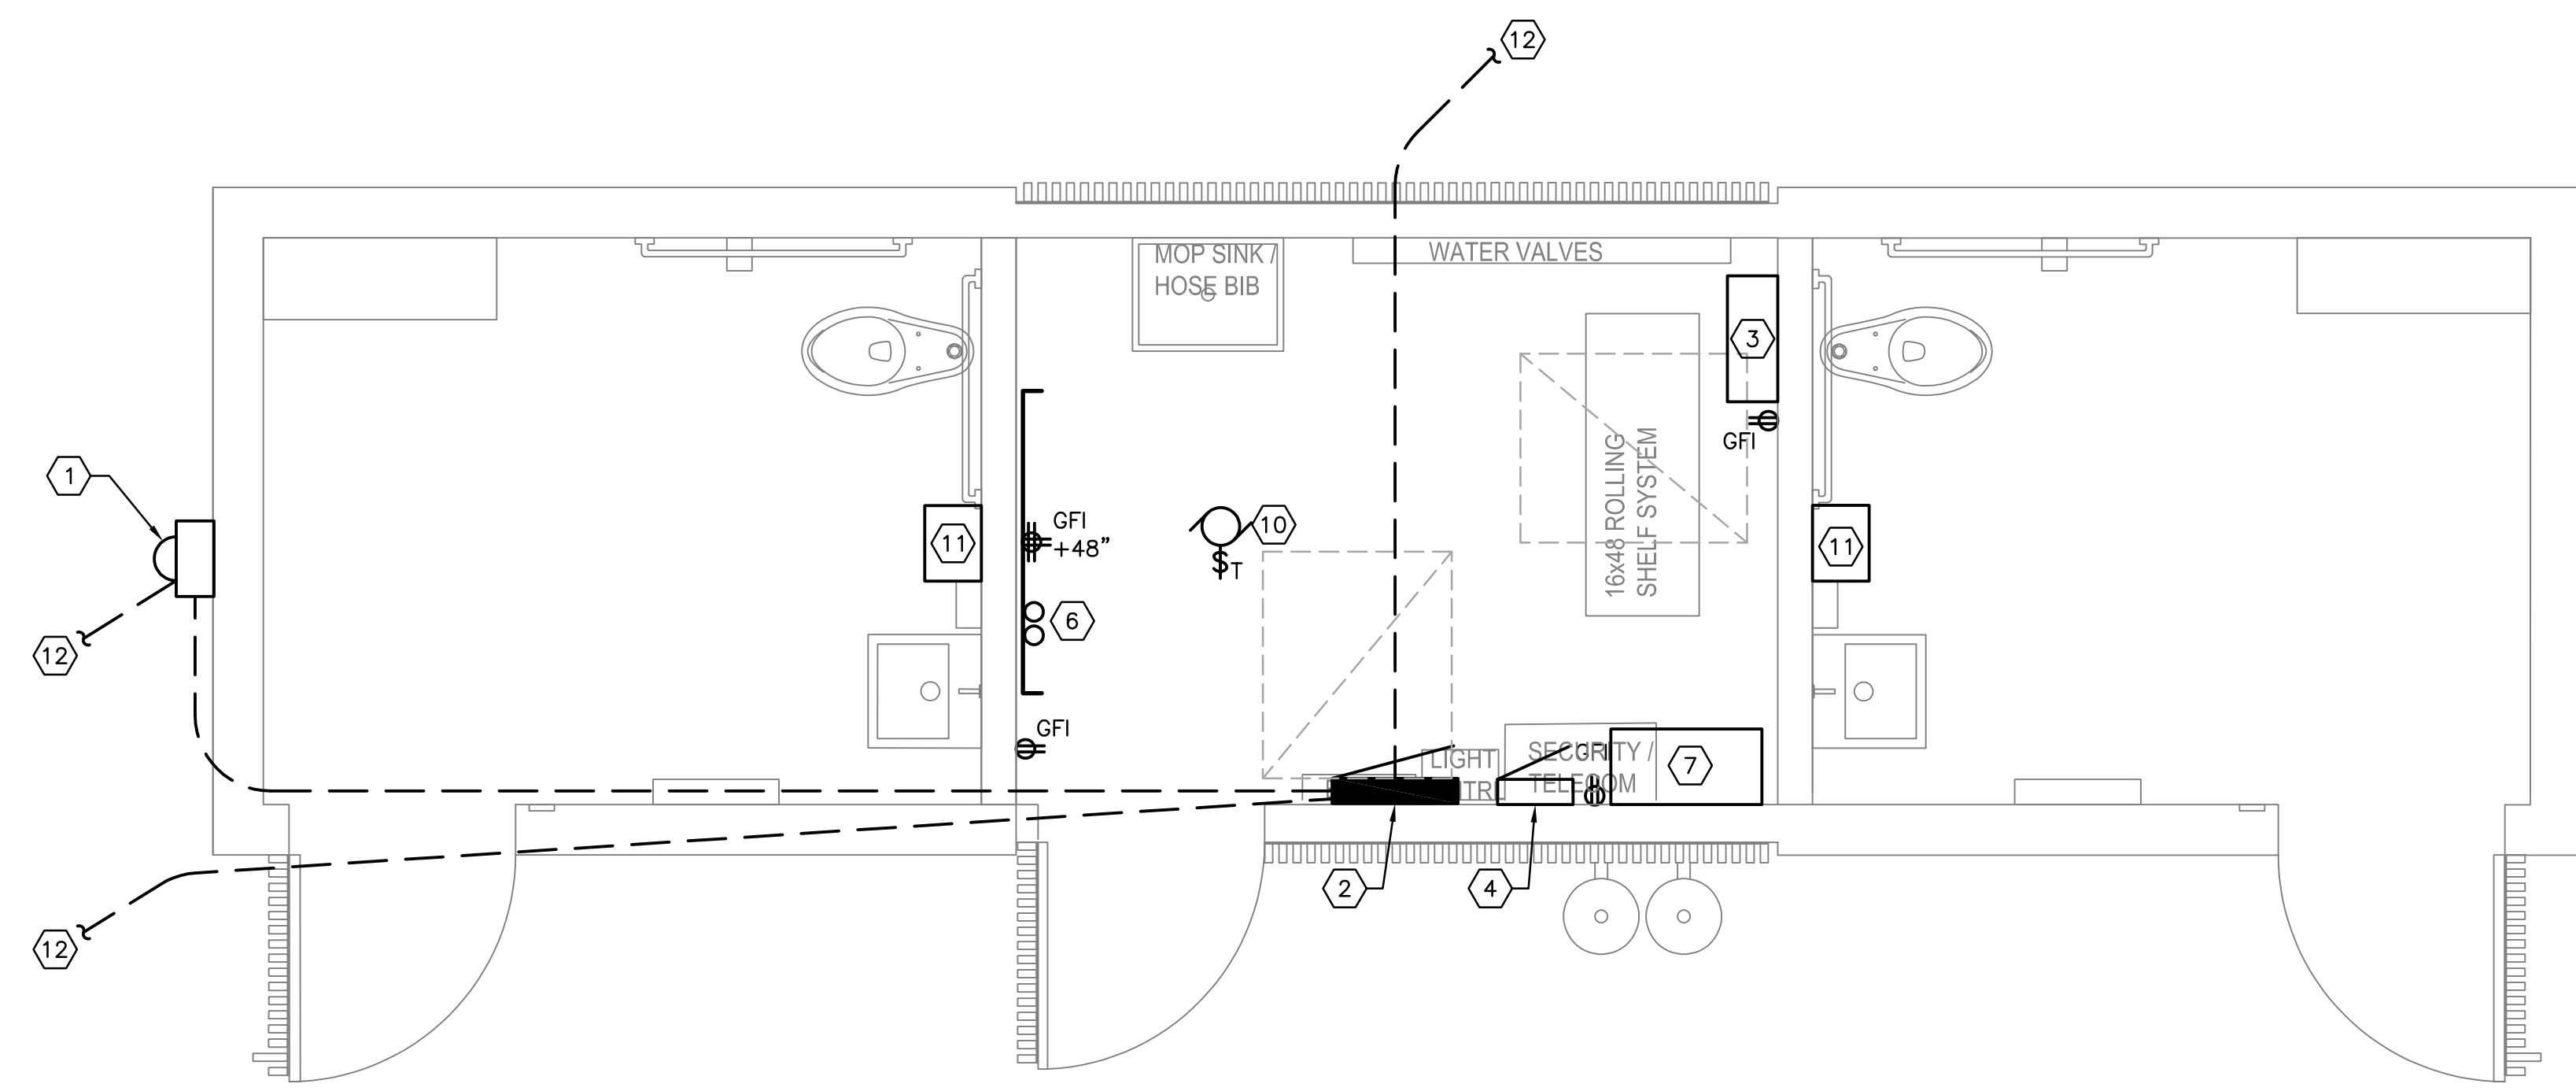 12
MOP SINK /
HOSE BIB
WATER VALVES
3
GFI
16x48 ROLLING
SHELF SYSTEM
1
11
GFI
+48"
10
11
$T
6
12
GFI
LIGHT
SECURITY /
TELECOM
GFI
7
2
4
12